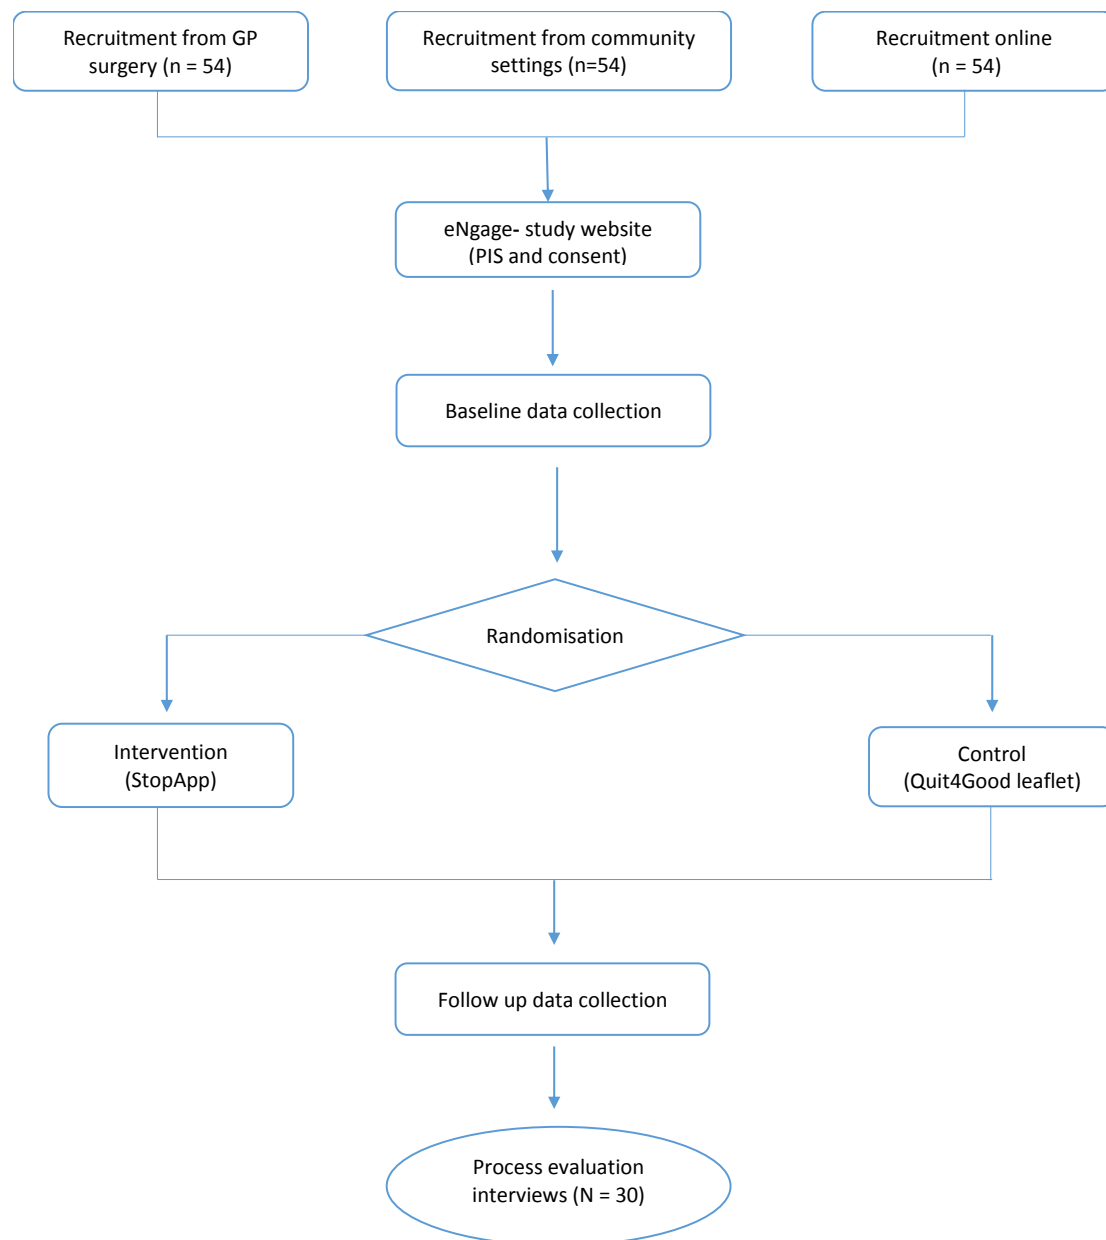 Recruitment from GP
surgery (n = 54)
Recruitment from community
settings (n=54)
Recruitment online
(n = 54)
eNgage- study website
(PIS and consent)
Baseline data collection
Randomisation
Intervention
(StopApp)
Control
(Quit4Good leaflet)
Follow up data collection
Process evaluation
interviews (N = 30)